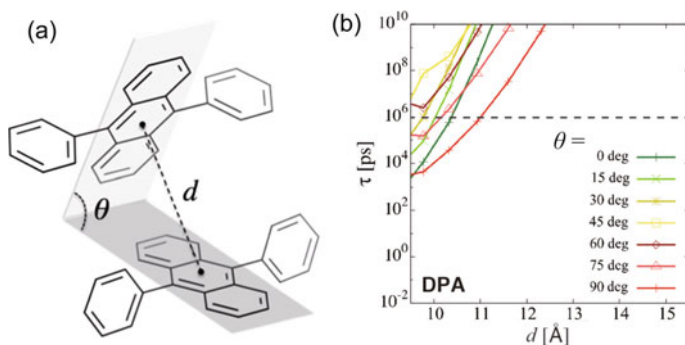 (a)
θ
d
(b)
τ [ps]
10^10
10^8
10^6
10^4
10^2
10^0
10^-2
θ =
0 deg
15 deg
30 deg
45 deg
60 deg
75 deg
90 deg
DPA
10 11 12 13 14 15
d [Å]